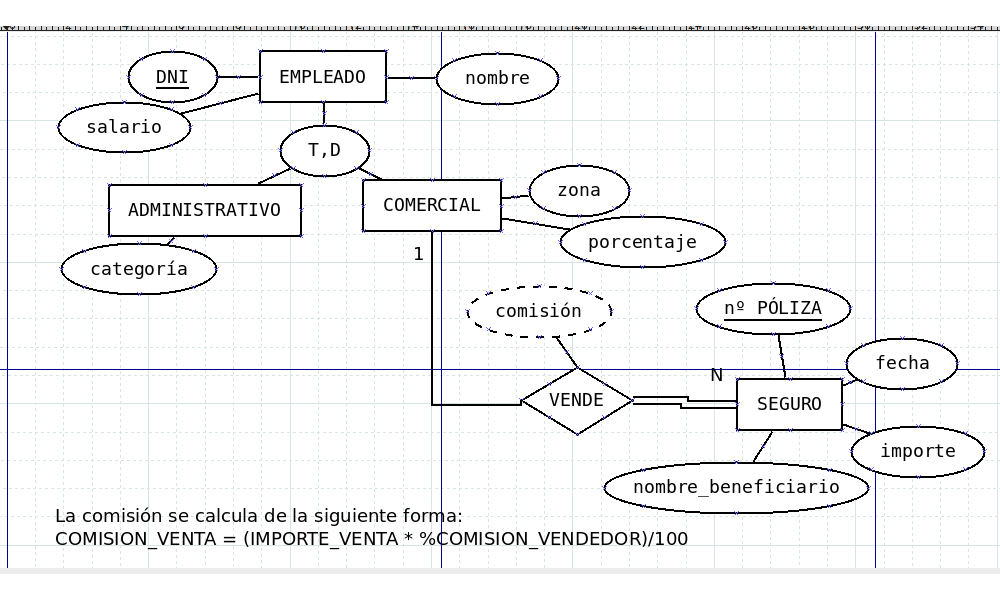 DNI
EMPLEADO
nombre
salario
T,D
ADMINISTRATIVO
COMERCIAL
zona
porcentaje
categoría
1
comisión
nº PÓLIZA
fecha
N
VENDE
SEGURO
importe
nombre_beneficiario
La comisión se calcula de la siguiente forma:
COMISION_VENTA = (IMPORTE_VENTA * %COMISION_VENDEDOR)/100